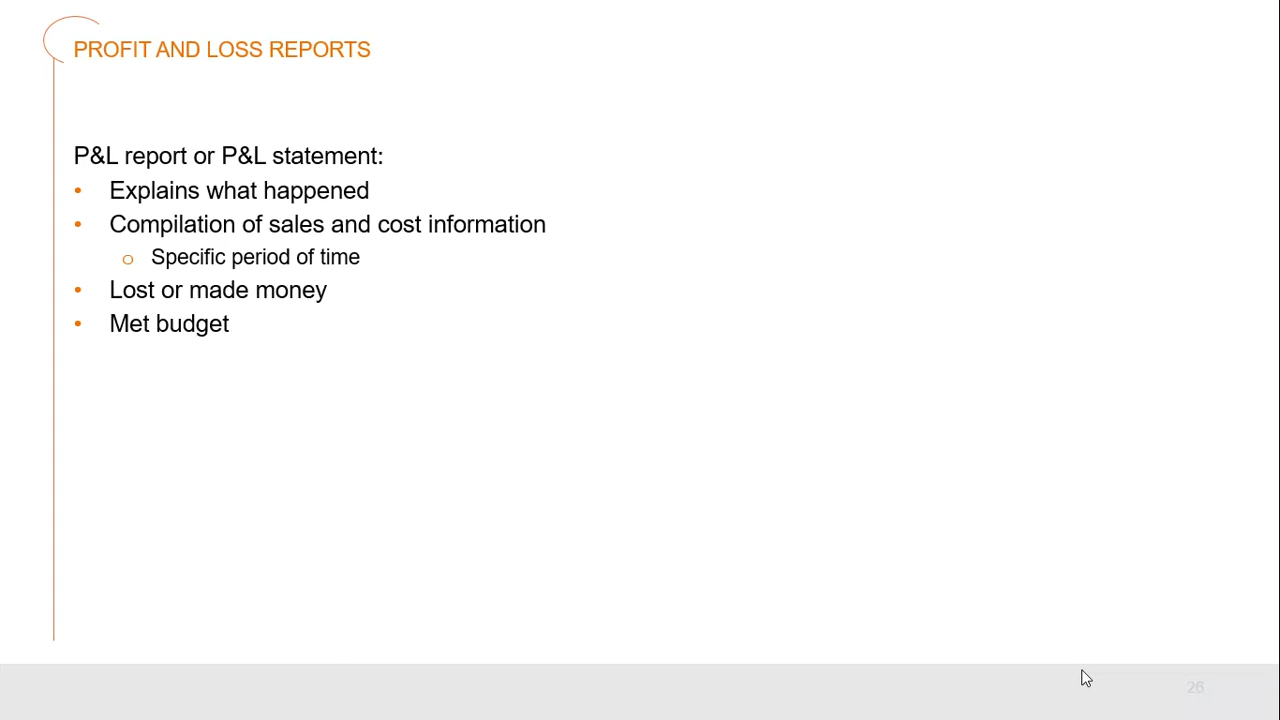 PROFIT AND LOSS REPORTS
P&L report or P&L statement:
• Explains what happened
• Compilation of sales and cost information
o Specific period of time
• Lost or made money
• Met budget
26